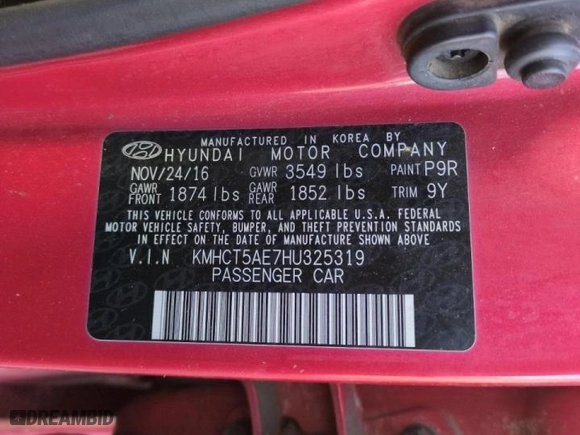 MANUFACTURED IN KOREA BY
HYUNDAI MOTOR COMPANY
NOV/24/16 GVWR 3549 lbs PAINT P9R
GAWR FRONT 1874 lbs GAWR REAR 1852 lbs TRIM 9Y
THIS VEHICLE CONFORMS TO ALL APPLICABLE U.S.A. FEDERAL
MOTOR VEHICLE SAFETY, BUMPER, AND THEFT PREVENTION STANDARDS
IN EFFECT ON THE DATE OF MANUFACTURE SHOWN ABOVE.
V.I.N KMHCT5AE7HU325319
PASSENGER CAR
DREAMBID